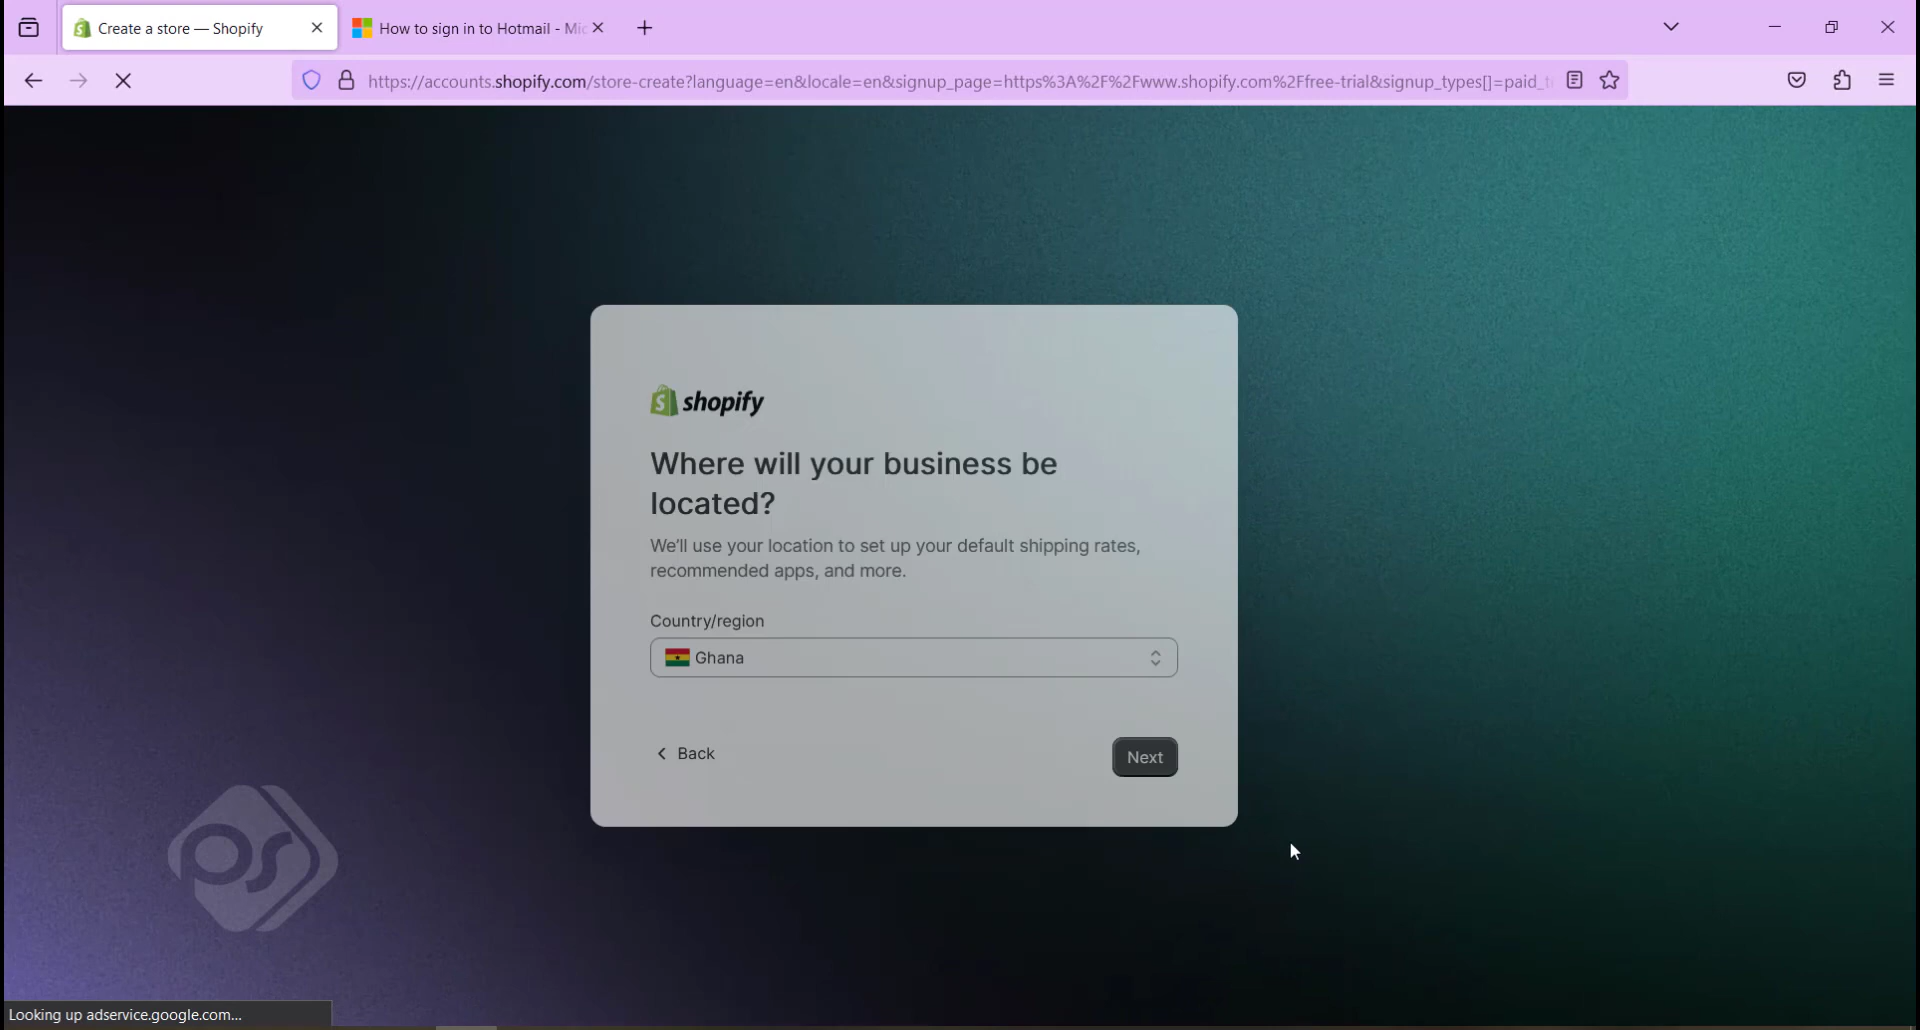 Create a store — Shopify
How to sign in to Hotmail - Mic
https://accounts.shopify.com/store-create?language=en&locale=en&signup_page=https%3A%2F%2Fwww.shopify.com%2Ffree-trial&signup_types[]=paid_t
shopify
Where will your business be
located?
We'll use your location to set up your default shipping rates,
recommended apps, and more.
Country/region
Ghana
Back
Next
ps
Looking up adservice.google.com...